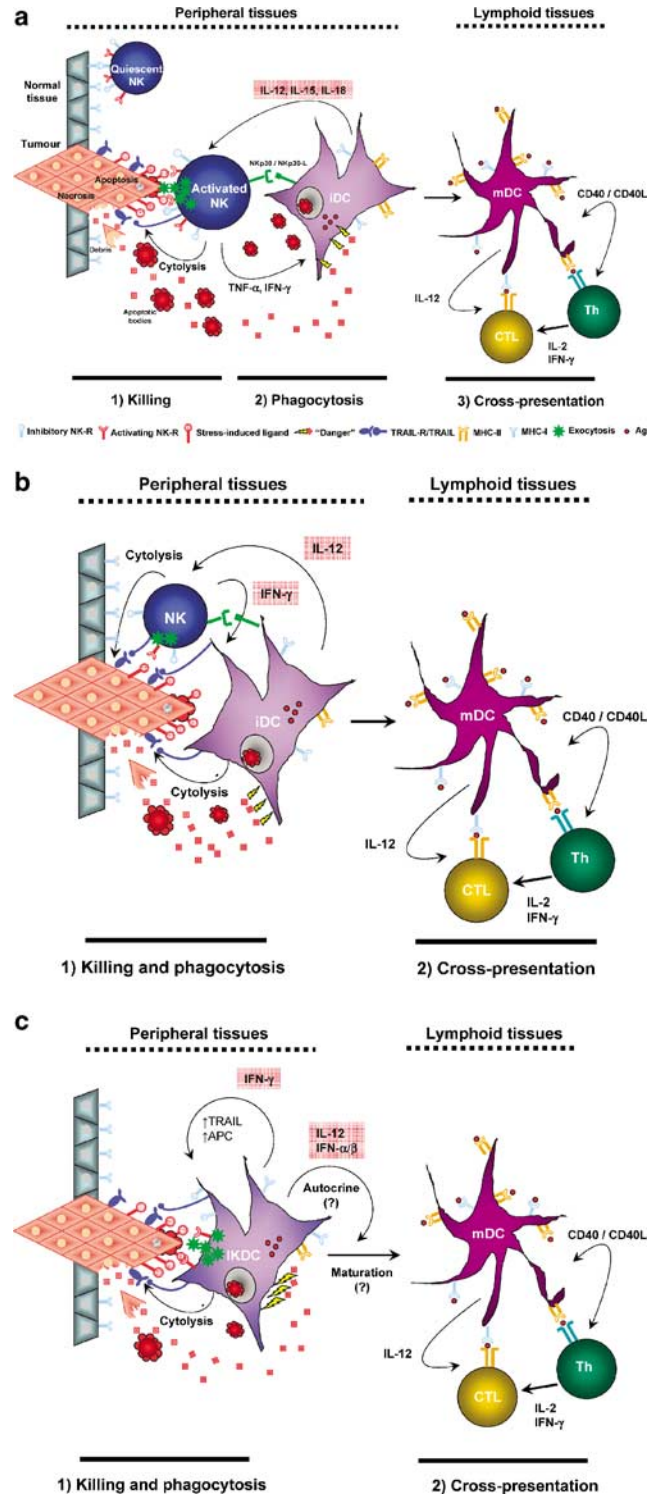 a
Peripheral tissues
Lymphoid tissues
Quiescent
NK
Normal
tissue
IL-12, IL-15, IL-18
Tumour
NKp30 / NKp30-L
Apoptosis
Activated
NK
iDC
mDC
CD40 / CD40L
Necrosis
Debris
Cytolysis
TNF-α, IFN-γ
IL-12
Th
Apoptotic
bodies
CTL
IL-2
IFN-γ
1) Killing
2) Phagocytosis
3) Cross-presentation
Inhibitory NK-R
Activating NK-R
Stress-induced ligand
"Danger"
TRAIL-R/TRAIL
MHC-II
MHC-I
Exocytosis
Ag
b
Peripheral tissues
Lymphoid tissues
Cytolysis
IL-12
IFN-γ
NK
iDC
mDC
CD40 / CD40L
Cytolysis
IL-12
Th
CTL
IL-2
IFN-γ
1) Killing and phagocytosis
2) Cross-presentation
c
Peripheral tissues
Lymphoid tissues
IFN-γ
↑TRAIL
↑APC
IL-12
IFN-α/β
Autocrine
(?)
IKDC
mDC
CD40 / CD40L
Maturation
(?)
Cytolysis
IL-12
Th
CTL
IL-2
IFN-γ
1) Killing and phagocytosis
2) Cross-presentation